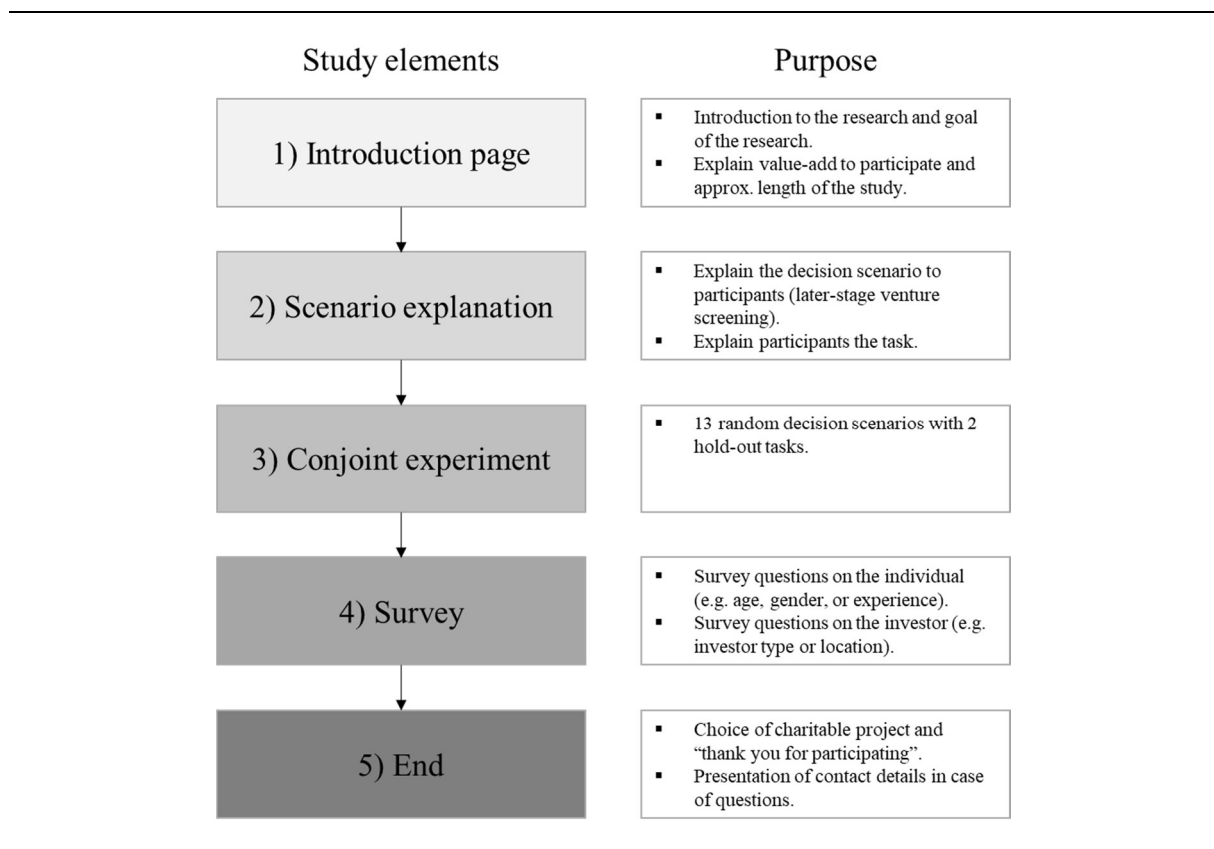 Study elements
Purpose
1) Introduction page
▪ Introduction to the research and goal
of the research.
▪ Explain value-add to participate and
approx. length of the study.
2) Scenario explanation
▪ Explain the decision scenario to
participants (later-stage venture
screening).
▪ Explain participants the task.
3) Conjoint experiment
▪ 13 random decision scenarios with 2
hold-out tasks.
4) Survey
▪ Survey questions on the individual
(e.g. age, gender, or experience).
▪ Survey questions on the investor (e.g.
investor type or location).
5) End
▪ Choice of charitable project and
“thank you for participating”.
▪ Presentation of contact details in case
of questions.